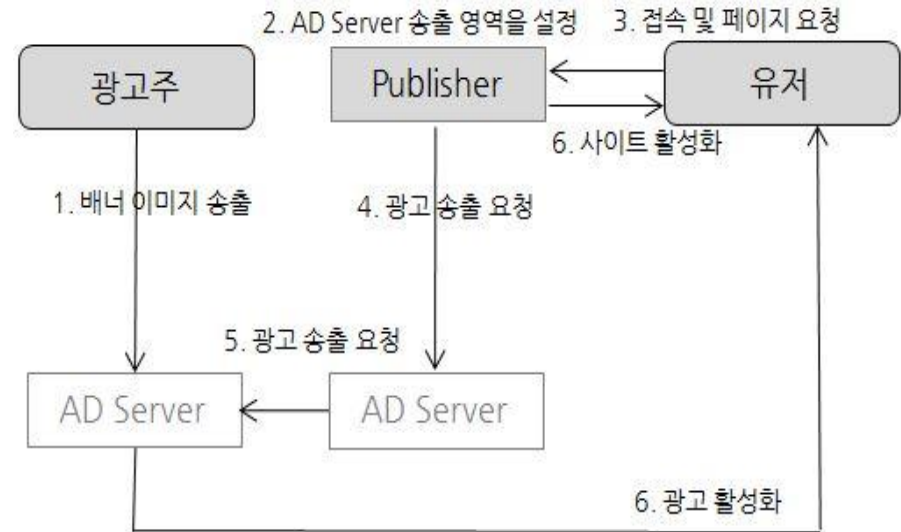 2. AD Server 송출 영역을 설정
3. 접속 및 페이지 요청
광고주
Publisher
유저
6. 사이트 활성화
1. 배너 이미지 송출
4. 광고 송출 요청
5. 광고 송출 요청
AD Server
AD Server
6. 광고 활성화